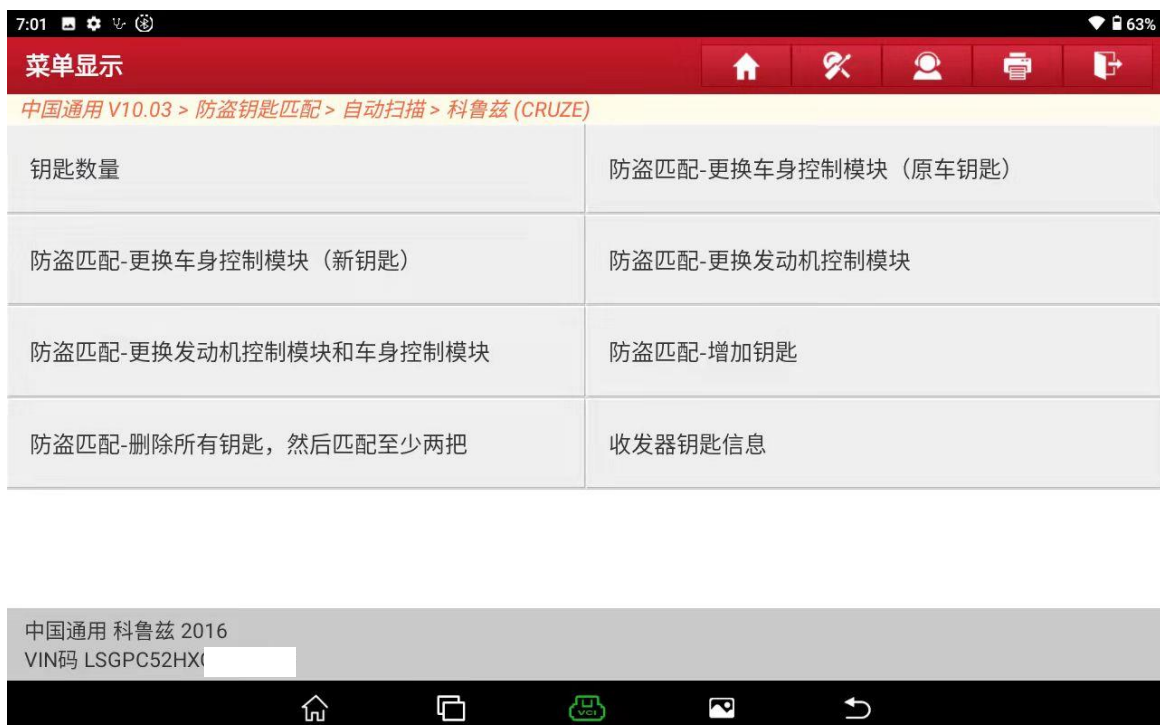 7:01
63%
菜单显示
中国通用 V10.03 > 防盗钥匙匹配 > 自动扫描 > 科鲁兹 (CRUZE)
钥匙数量
防盗匹配-更换车身控制模块（原车钥匙）
防盗匹配-更换车身控制模块（新钥匙）
防盗匹配-更换发动机控制模块
防盗匹配-更换发动机控制模块和车身控制模块
防盗匹配-增加钥匙
防盗匹配-删除所有钥匙，然后匹配至少两把
收发器钥匙信息
中国通用 科鲁兹 2016
VIN码 LSGPC52HX
VCI